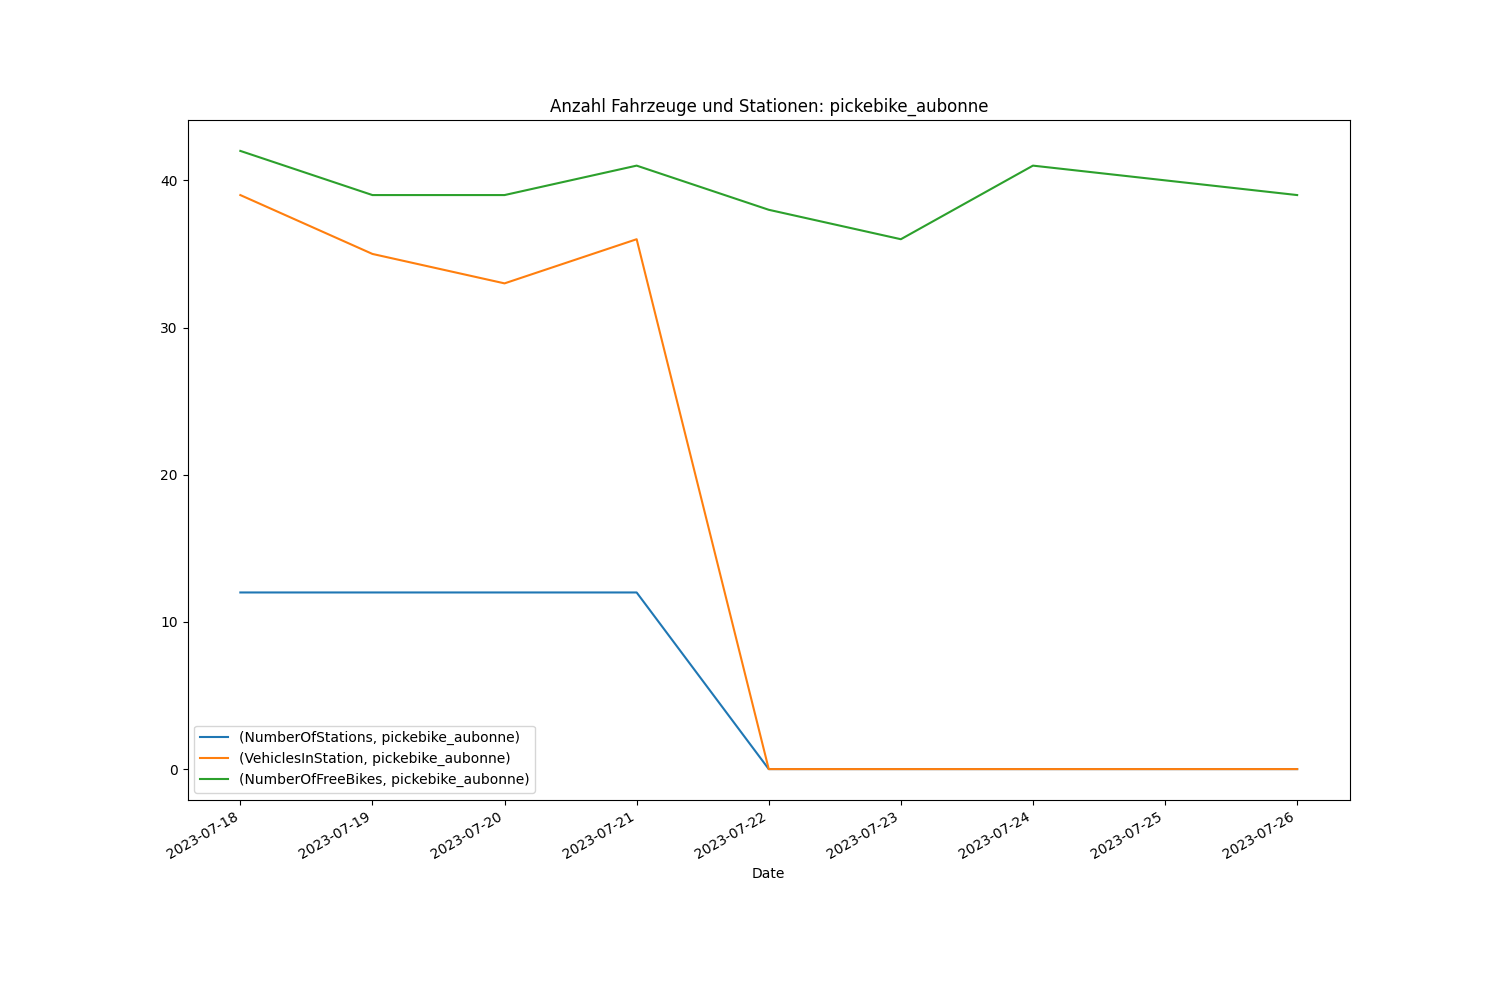 Anzahl Fahrzeuge und Stationen: pickebike_aubonne
40
30
20
10
0
(NumberOfStations, pickebike_aubonne)
(VehiclesInStation, pickebike_aubonne)
(NumberOfFreeBikes, pickebike_aubonne)
2023-07-18
2023-07-19
2023-07-20
2023-07-21
2023-07-22
2023-07-23
2023-07-24
2023-07-25
2023-07-26
Date